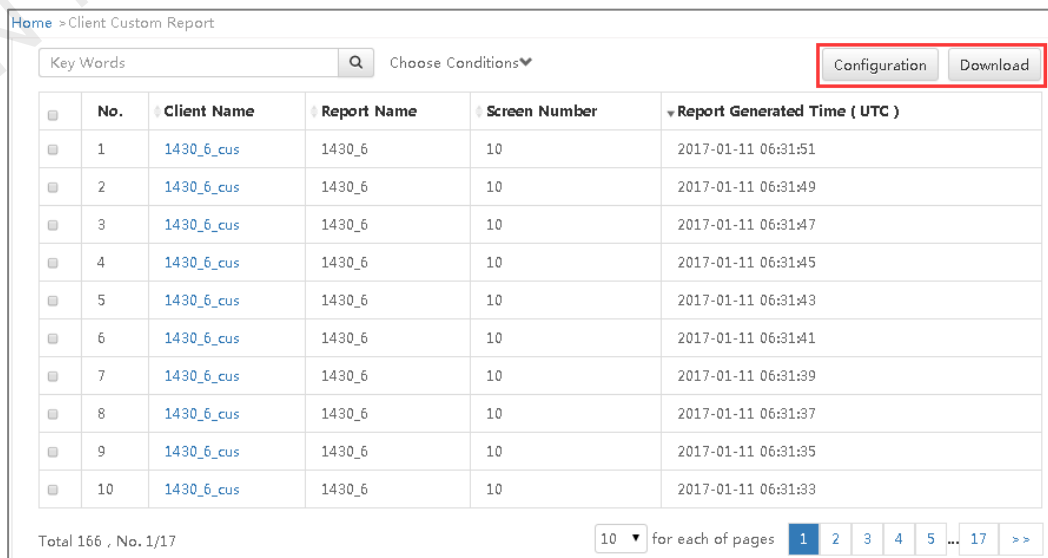 Home >Client Custom Report
Key Words Choose Conditions Configuration Download
No. Client Name Report Name Screen Number Report Generated Time ( UTC )
1 1430_6_cus 1430_6 10 2017-01-11 06:31:51
2 1430_6_cus 1430_6 10 2017-01-11 06:31:49
3 1430_6_cus 1430_6 10 2017-01-11 06:31:47
4 1430_6_cus 1430_6 10 2017-01-11 06:31:45
5 1430_6_cus 1430_6 10 2017-01-11 06:31:43
6 1430_6_cus 1430_6 10 2017-01-11 06:31:41
7 1430_6_cus 1430_6 10 2017-01-11 06:31:39
8 1430_6_cus 1430_6 10 2017-01-11 06:31:37
9 1430_6_cus 1430_6 10 2017-01-11 06:31:35
10 1430_6_cus 1430_6 10 2017-01-11 06:31:33
Total 166 , No. 1/17 10 for each of pages 1 2 3 4 5 ... 17 >>